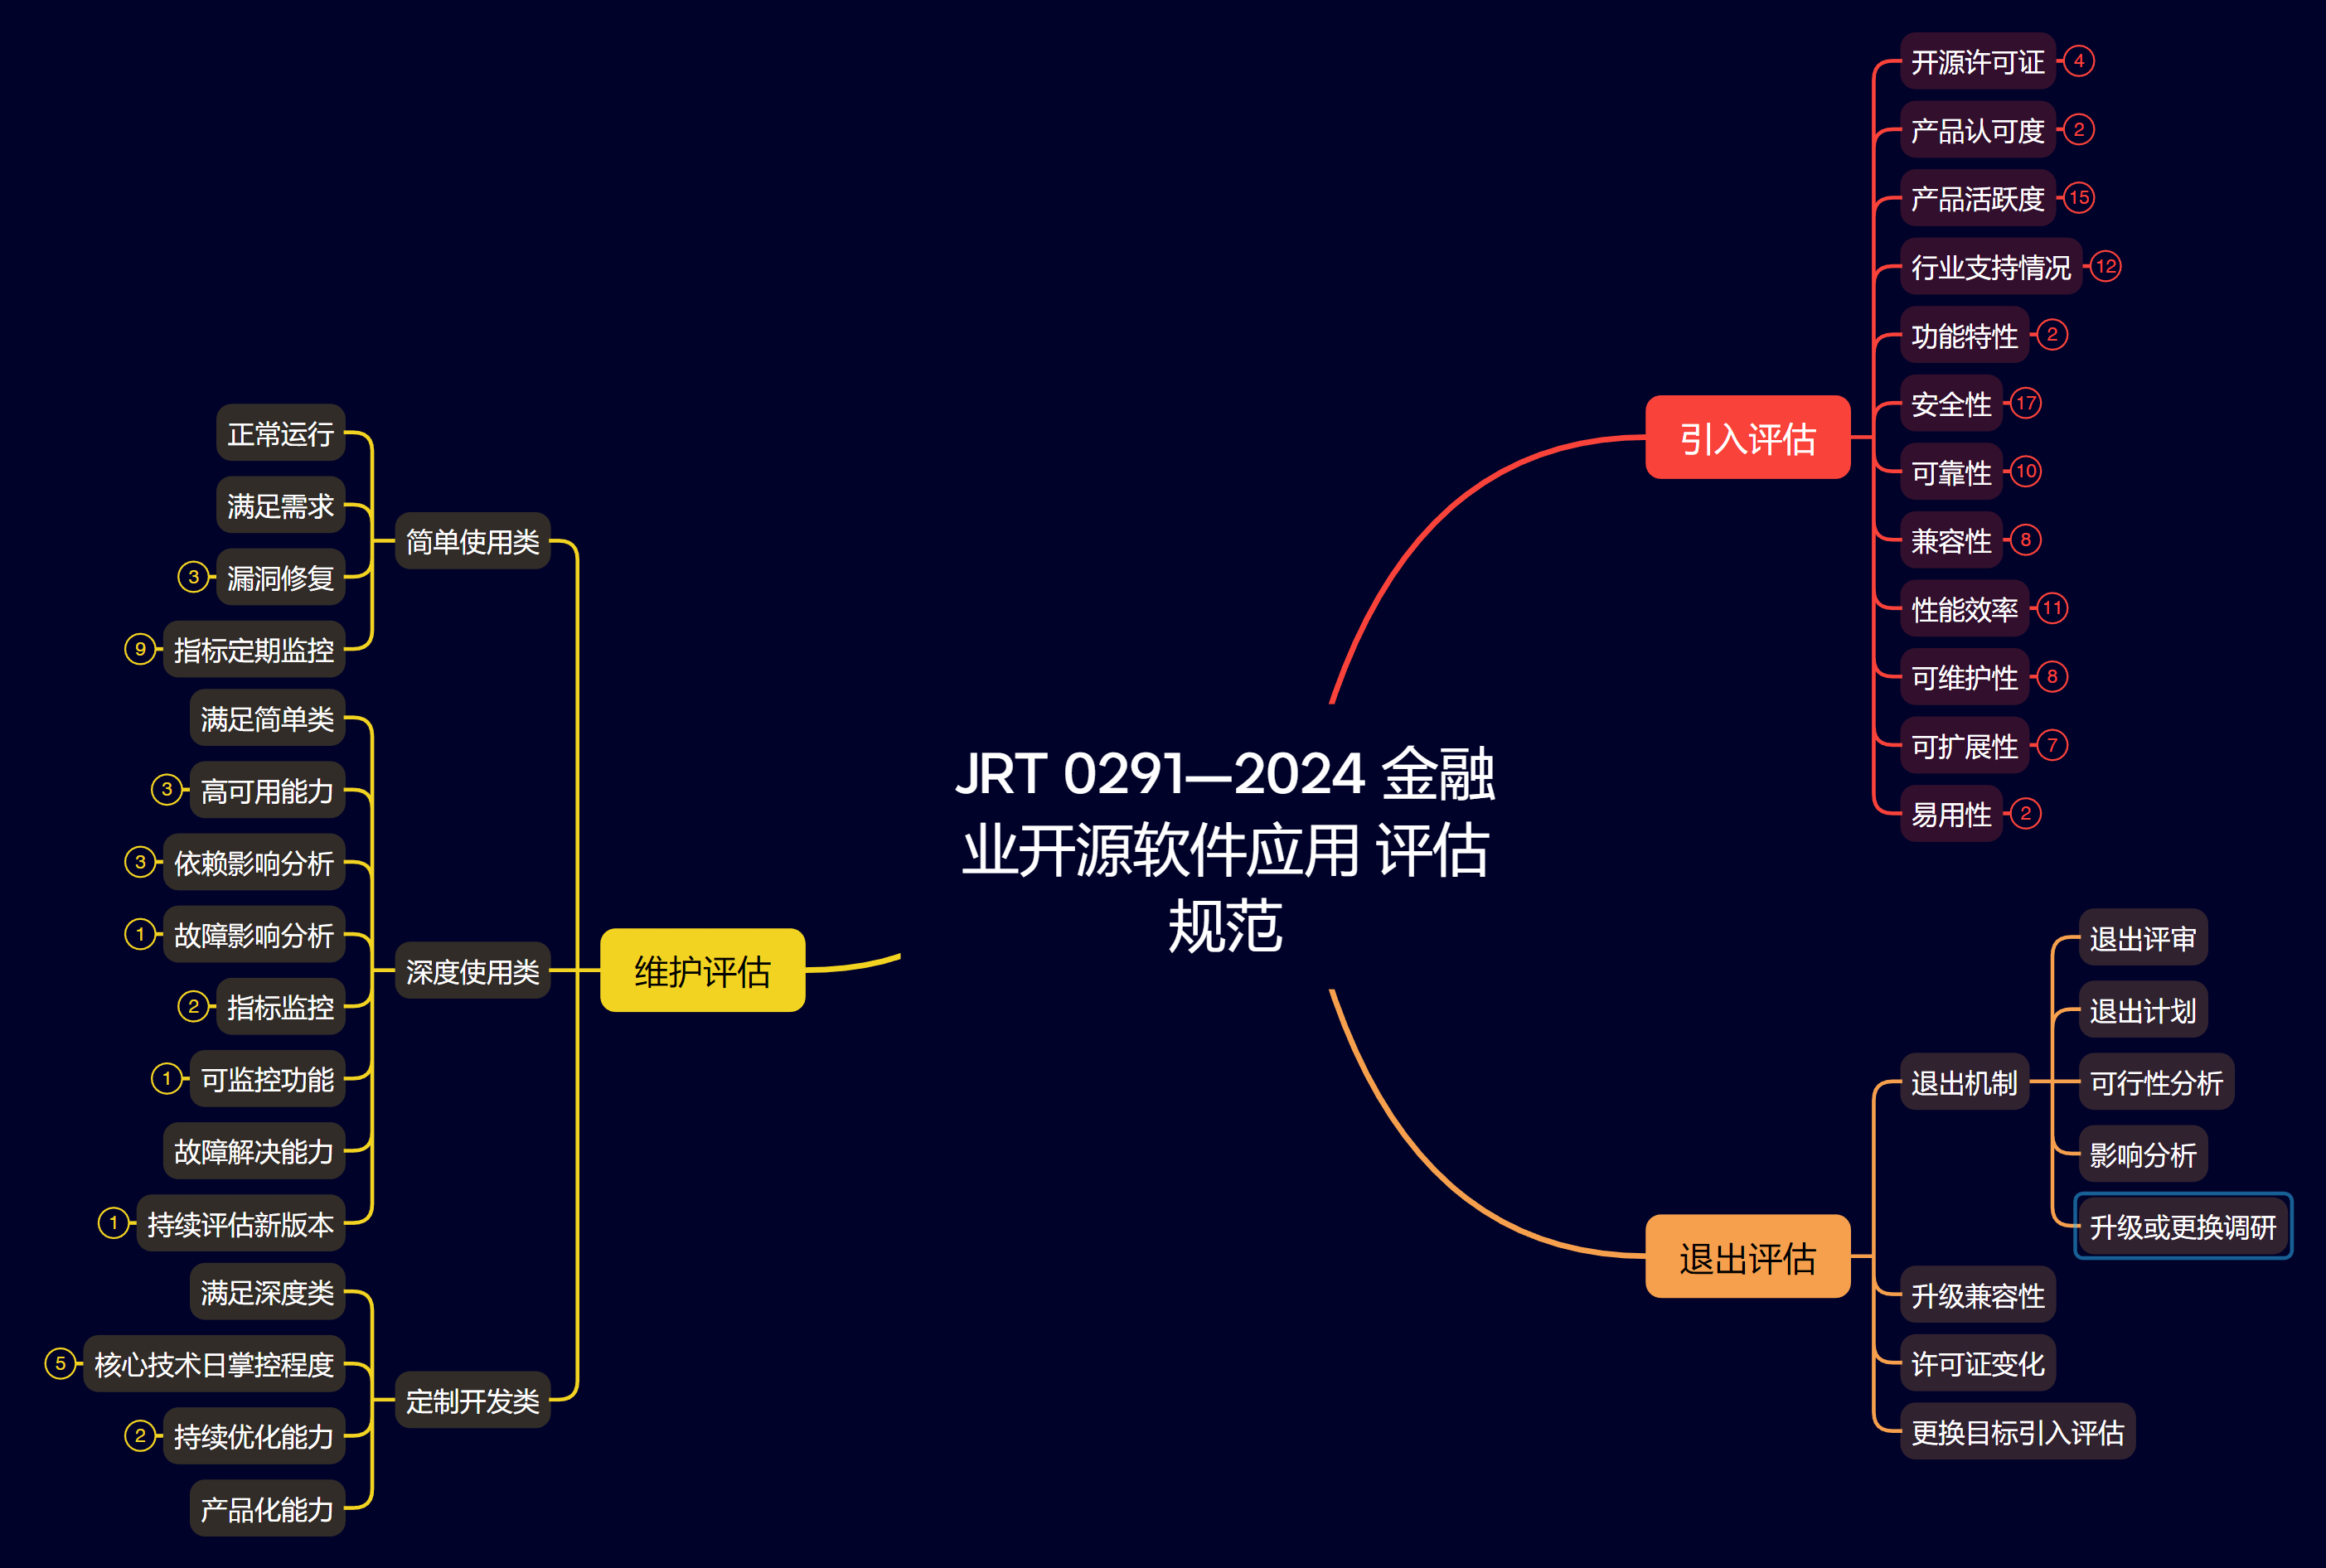 JRT 0291—2024 金融
业开源软件应用 评估
规范
引入评估
开源许可证 4
产品认可度 2
产品活跃度 15
行业支持情况 12
功能特性 2
安全性 17
可靠性 10
兼容性 8
性能效率 11
可维护性 8
可扩展性 7
易用性 2
退出评估
退出机制
退出评审
退出计划
可行性分析
影响分析
升级或更换调研
升级兼容性
许可证变化
更换目标引入评估
维护评估
简单使用类
正常运行
满足需求
3 漏洞修复
9 指标定期监控
深度使用类
满足简单类
3 高可用能力
3 依赖影响分析
1 故障影响分析
2 指标监控
1 可监控功能
故障解决能力
1 持续评估新版本
定制开发类
满足深度类
5 核心技术日掌控程度
2 持续优化能力
产品化能力